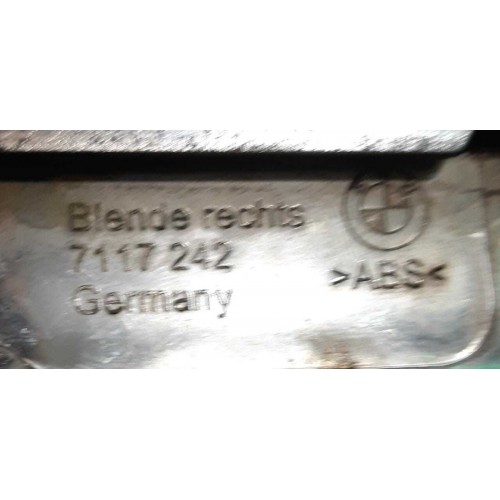 Blende rechts
7117 242
Germany
>ABS<